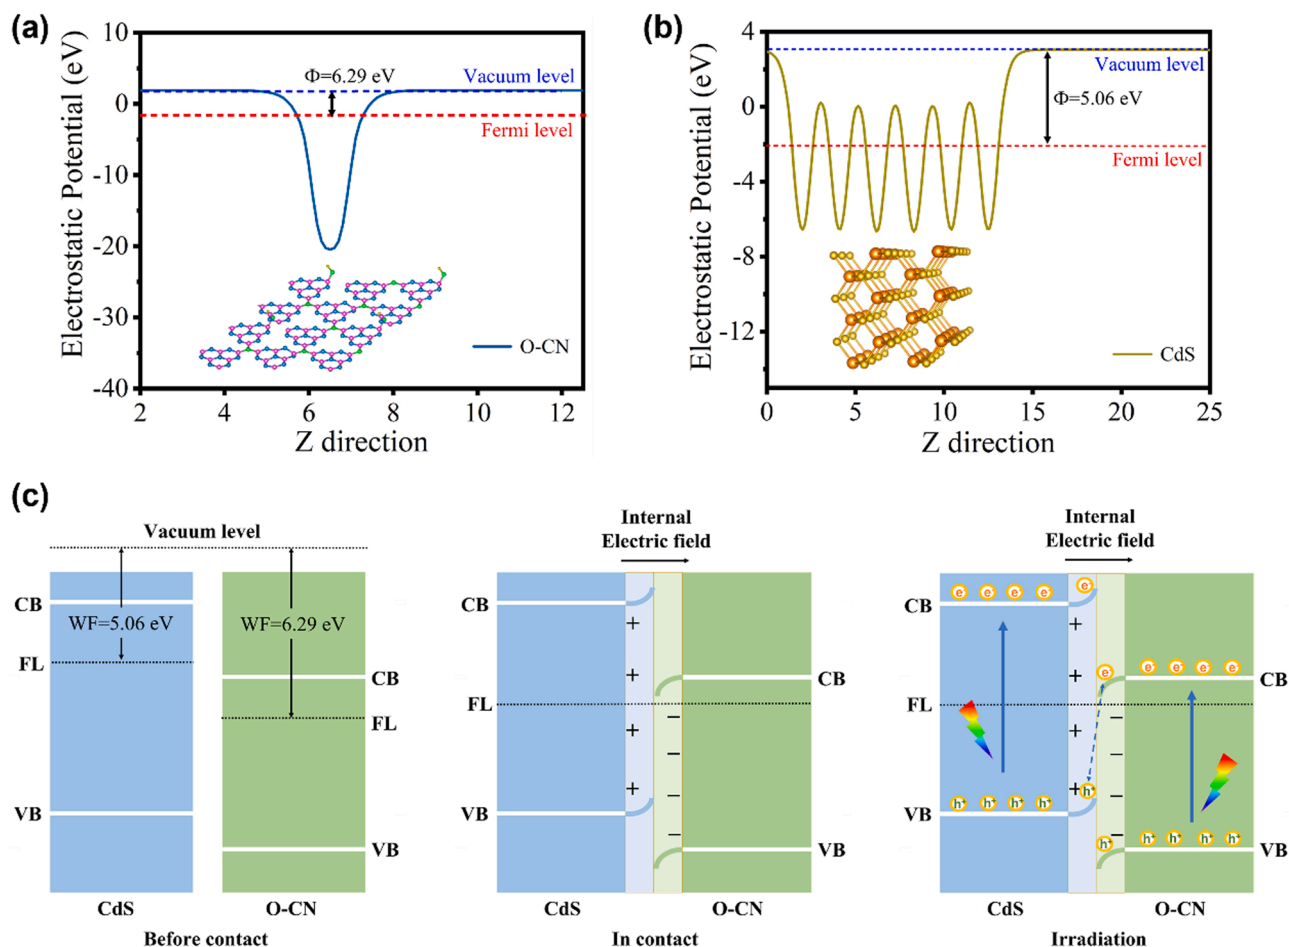 (a)
Electrostatic Potential (eV)
10
0
-10
-20
-30
-40
Φ=6.29 eV
Vacuum level
Fermi level
O-CN
2
4
6
8
10
12
Z direction
(b)
Electrostatic Potential (eV)
4
0
-4
-8
-12
Vacuum level
Φ=5.06 eV
Fermi level
CdS
0
5
10
15
20
25
Z direction
(c)
Vacuum level
CB
WF=5.06 eV
WF=6.29 eV
FL
CB
FL
VB
VB
CdS
O-CN
Before contact
Internal
Electric field
CB
+
+
CB
FL
+
+
VB
VB
CdS
O-CN
In contact
Internal
Electric field
CB
e⁻ e⁻ e⁻ e⁻ e⁻
+
+
e⁻ e⁻ e⁻ e⁻ e⁻
CB
FL
+
+
h⁺ h⁺ h⁺ h⁺ h⁺
VB
h⁺ h⁺ h⁺ h⁺ h⁺
VB
CdS
O-CN
Irradiation